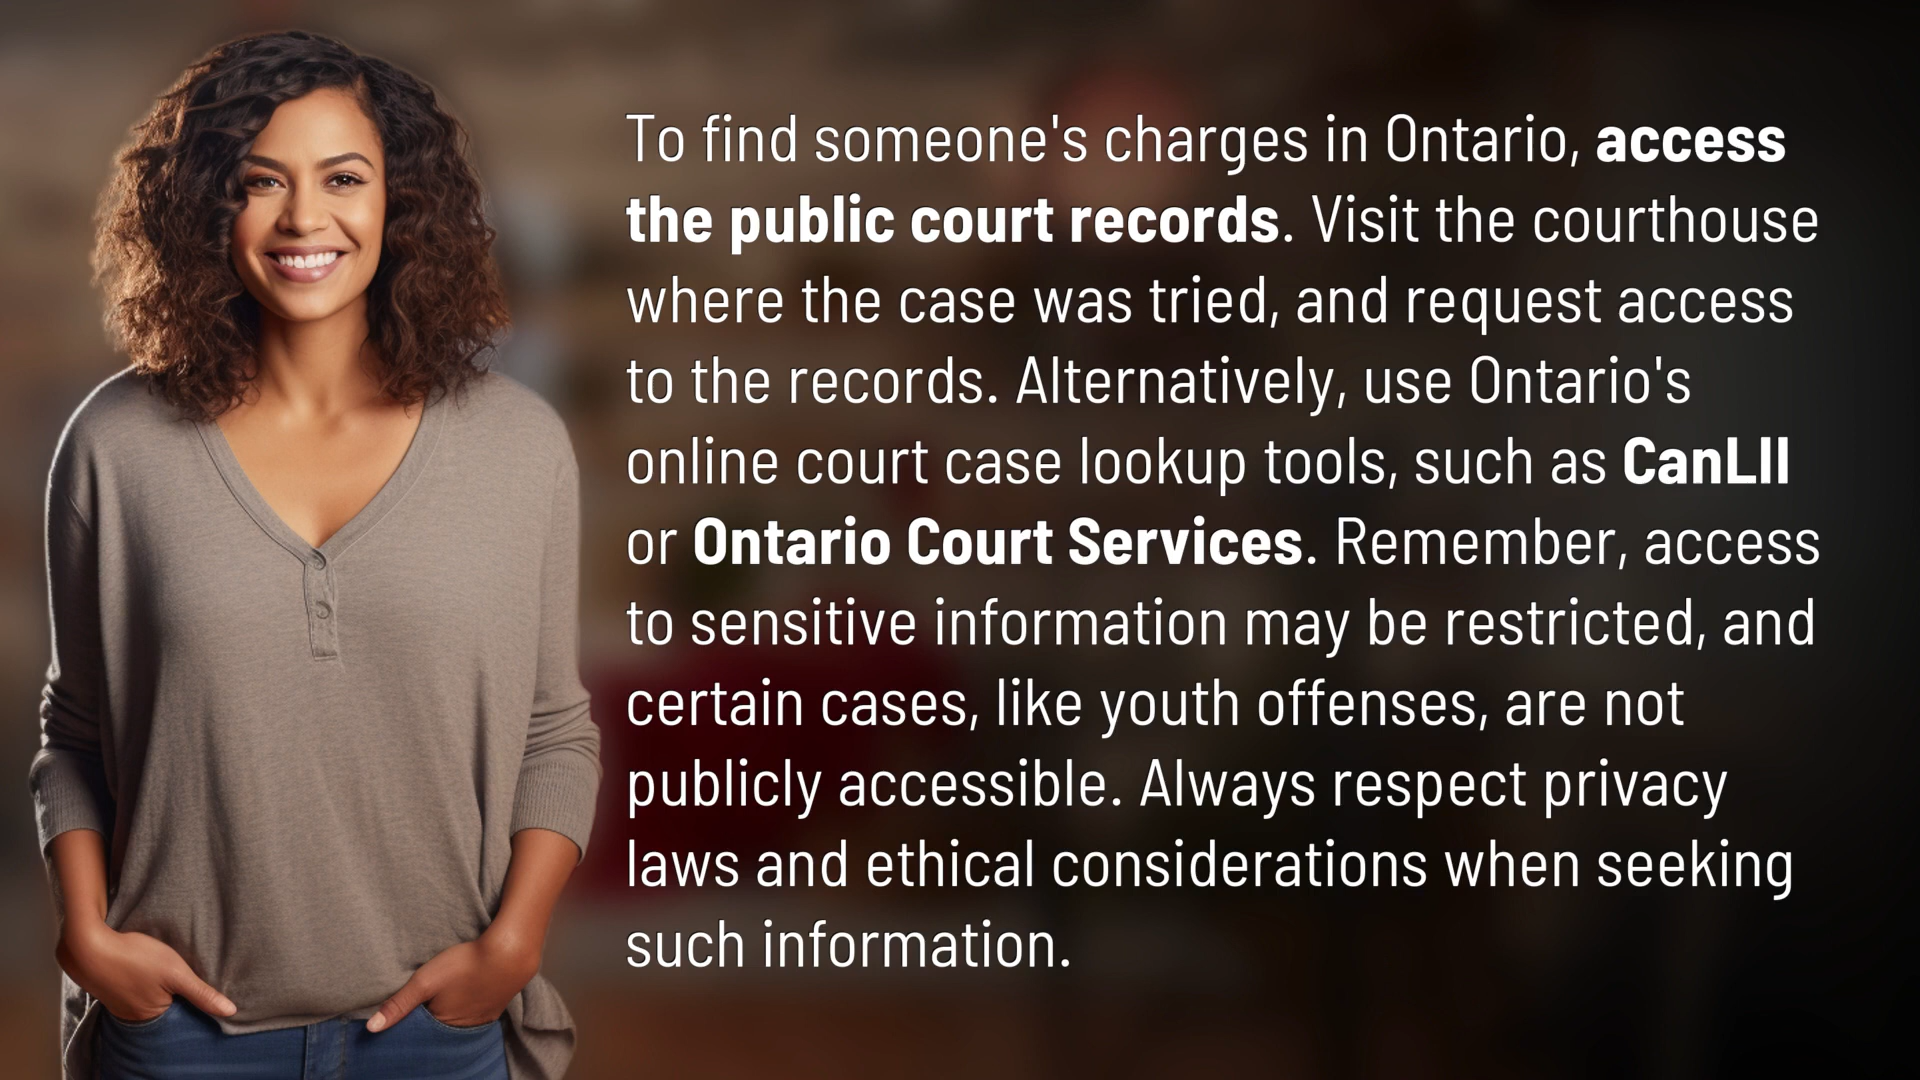 To find someone's charges in Ontario, access
the public court records. Visit the courthouse
where the case was tried, and request access
to the records. Alternatively, use Ontario's
online court case lookup tools, such as CanLII
or Ontario Court Services. Remember, access
to sensitive information may be restricted, and
certain cases, like youth offenses, are not
publicly accessible. Always respect privacy
laws and ethical considerations when seeking
such information.